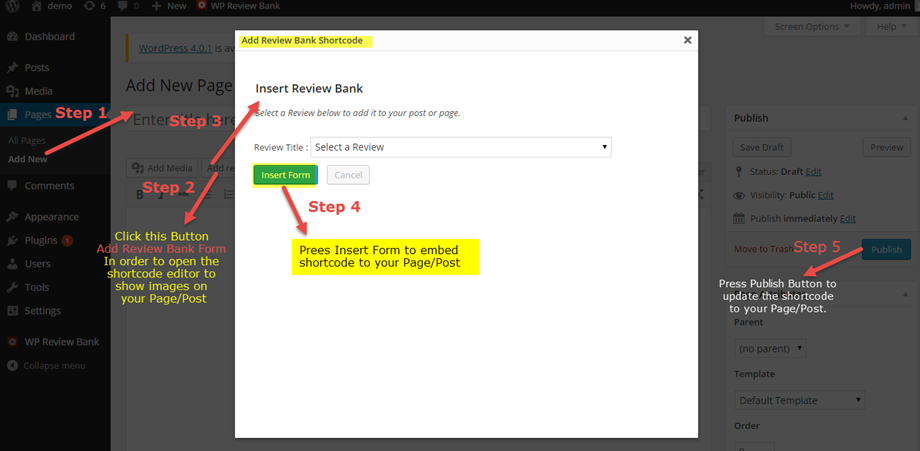 demo
6
0
New
WP Review Bank
Howdy, admin
Screen Options
Help
Dashboard
Posts
Media
Pages
All Pages
Add New
Comments
Appearance
Plugins 1
Users
Tools
Settings
WP Review Bank
Collapse menu
WordPress 4.0.1 is av
Add New Page
Enter title here
Add Media
Add re
B
I
Step 1
Step 3
Step 2
Click this Button
Add Review Bank Form
In order to open the
shortcode editor to
show images on
your Page/Post
Add Review Bank Shortcode
Insert Review Bank
Select a Review below to add it to your post or page.
Review Title :
Select a Review
Insert Form
Cancel
Step 4
Prees Insert Form to embed
shortcode to your Page/Post
Publish
Save Draft
Preview
Status: Draft Edit
Visibility: Public Edit
Publish immediately Edit
Move to Trash
Publish
Step 5
Press Publish Button to
update the shortcode
to your Page/Post.
Attributes
Parent
(no parent)
Template
Default Template
Order